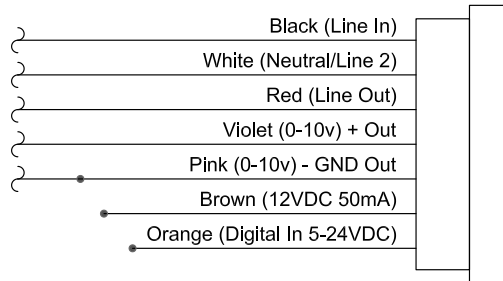 Black (Line In)
White (Neutral/Line 2)
Red (Line Out)
Violet (0-10v) + Out
Pink (0-10v) - GND Out
Brown (12VDC 50mA)
Orange (Digital In 5-24VDC)